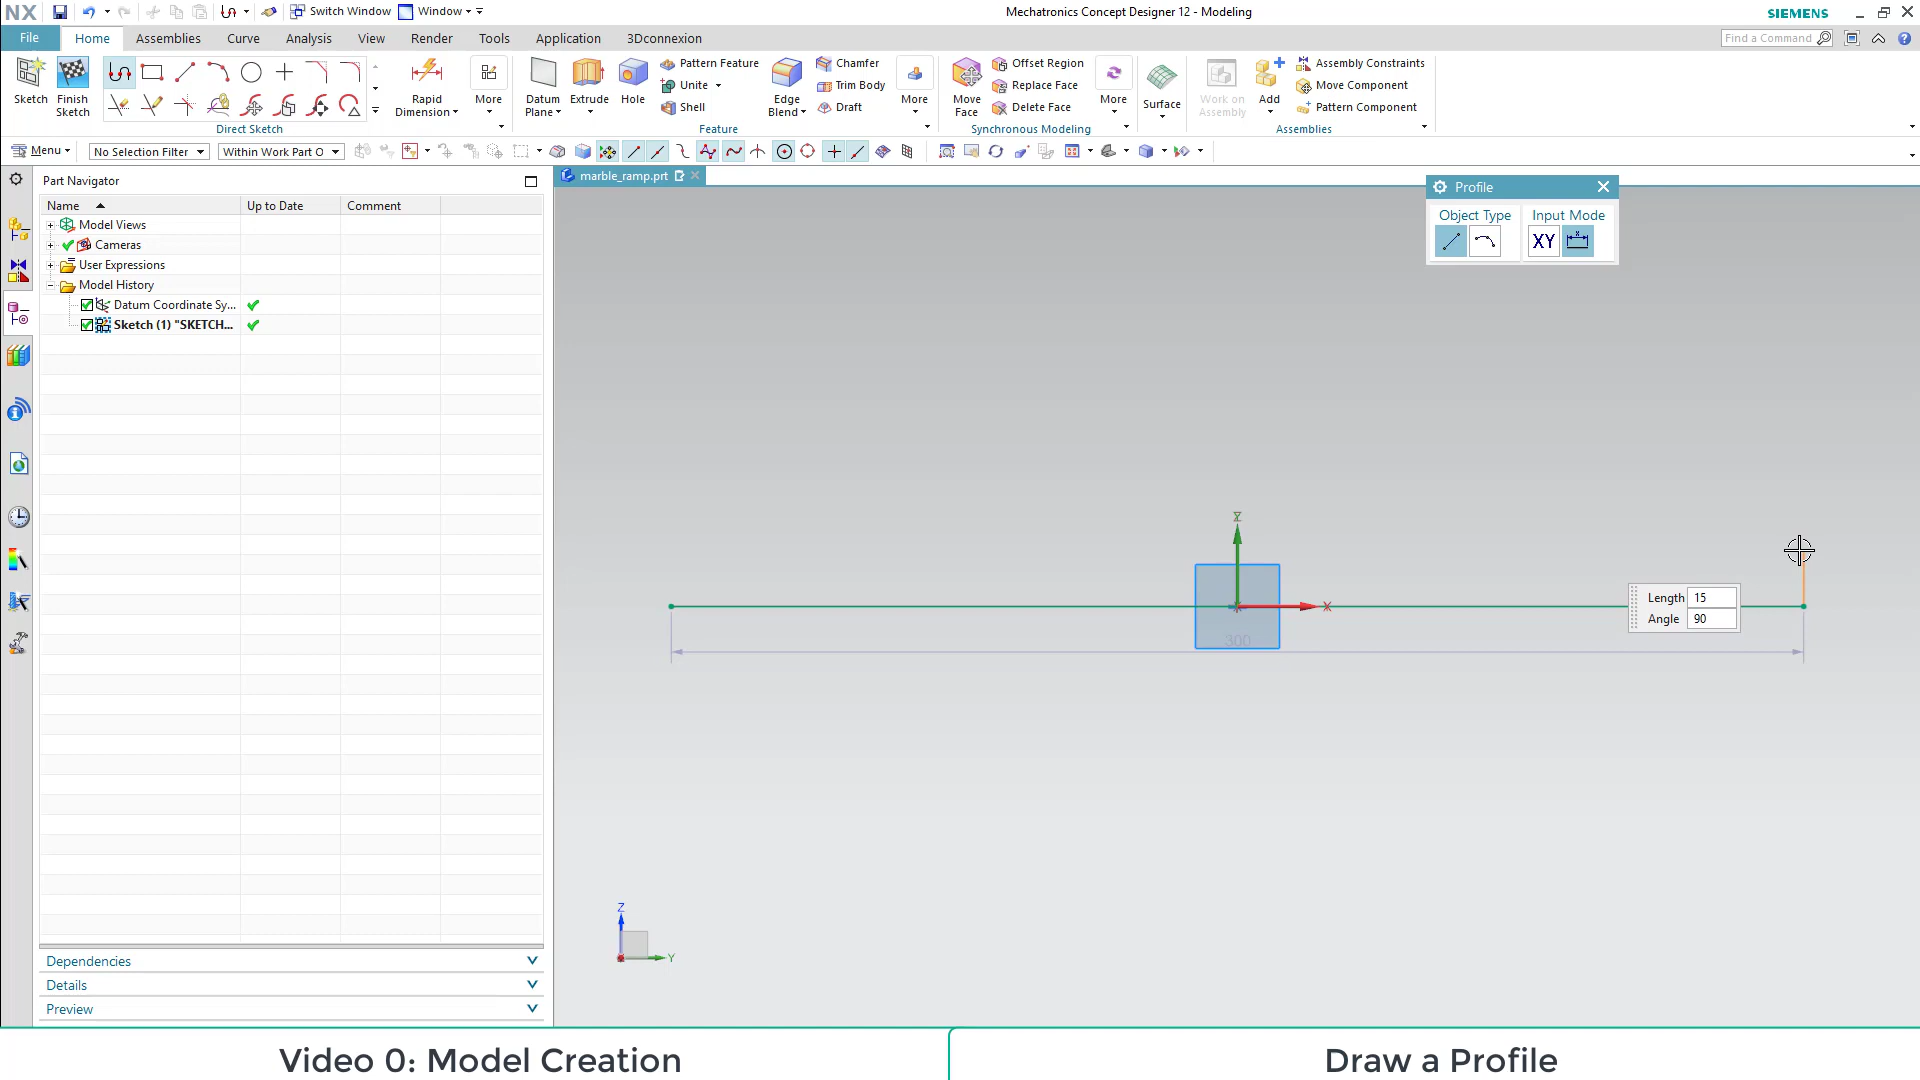 NX Switch Window Window Mechatronics Concept Designer 12 - Modeling SIEMENS
File Home Assemblies Curve Analysis View Render Tools Application 3Dconnexion Find a Command
Sketch Finish Sketch Rapid Dimension More
Direct Sketch
Datum Plane Extrude Hole Pattern Feature Unite Shell Edge Blend Chamfer Trim Body Draft More
Feature
Move Face Offset Region Replace Face Delete Face More
Synchronous Modeling
Surface
Work on Assembly Add Assembly Constraints Move Component Pattern Component
Assemblies
Menu No Selection Filter Within Work Part O
Part Navigator
Name Up to Date Comment
Model Views
Cameras
User Expressions
Model History
Datum Coordinate Sy...
Sketch (1) "SKETCH...
Dependencies
Details
Preview
marble_ramp.prt
Profile
Object Type Input Mode
XY
Z
X
300
Length 15
Angle 90
Z
Y
Video 0: Model Creation
Draw a Profile